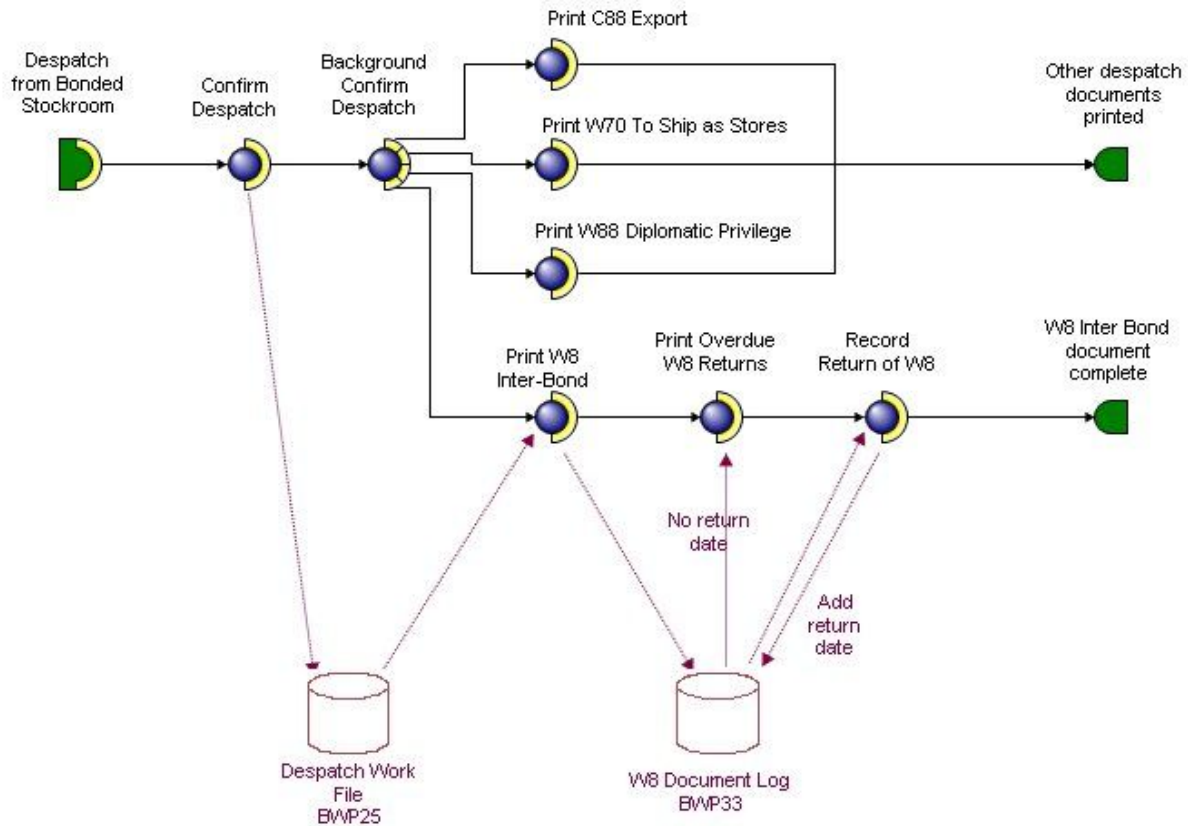 Print C88 Export
Despatch
from Bonded
Stockroom
Confirm
Despatch
Background
Confirm
Despatch
Other despatch
documents
printed
Print W70 To Ship as Stores
Print W88 Diplomatic Privilege
Print W8
Inter-Bond
Print Overdue
W8 Returns
Record
Return of W8
W8 Inter Bond
document
complete
No return
date
Add
return
date
Despatch Work
File
BWP25
W8 Document Log
BWP33